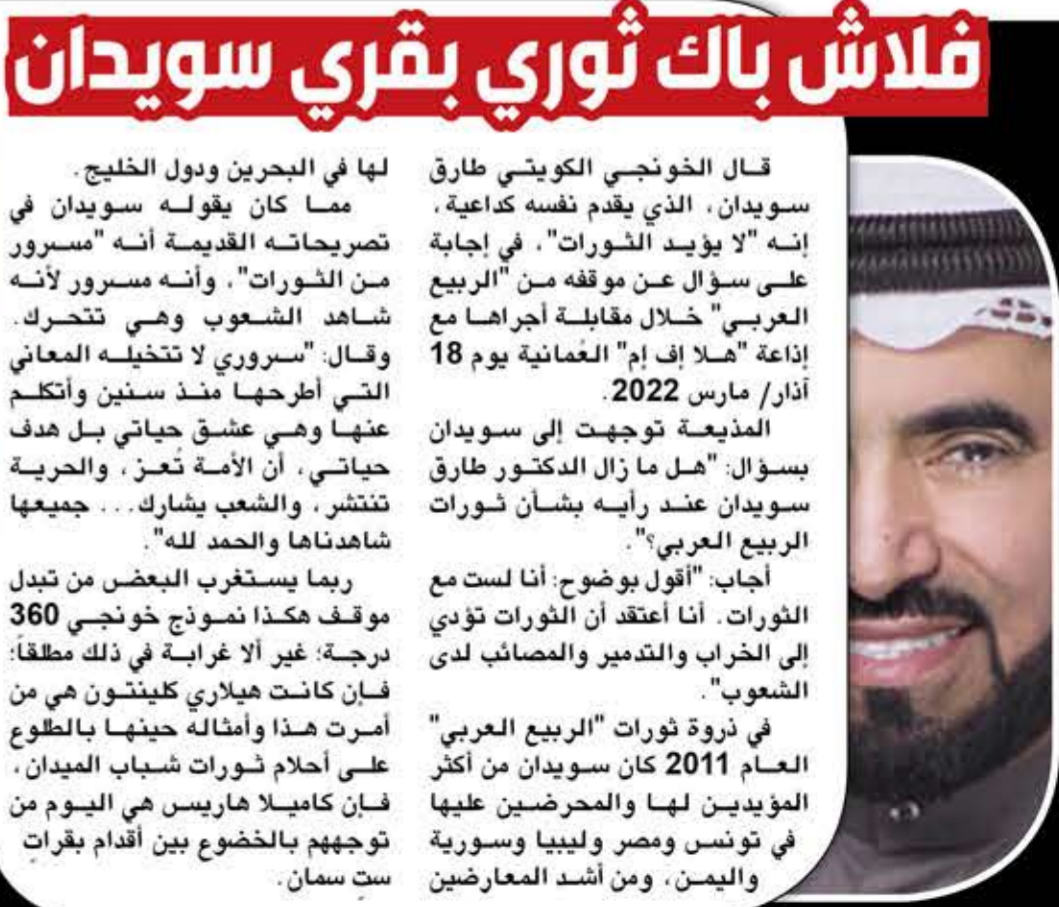 فلاش باك ثوري بقري سويدان
قال الخونجي الكويتي طارق
سويدان، الذي يقدم نفسه كداعية،
إنه "لا يؤيد الثورات"، في إجابة
على سؤال عن موقفه من "الربيع
العربي" خلال مقابلة أجراها مع
إذاعة "هلا إف إم" العُمانية يوم 18
آذار/ مارس 2022.
المذيعة توجهت إلى سويدان
بسؤال: "هل ما زال الدكتور طارق
سويدان عند رأيه بشأن ثورات
الربيع العربي؟".
أجاب: "أقول بوضوح: أنا لست مع
الثورات. أنا أعتقد أن الثورات تؤدي
إلى الخراب والتدمير والمصائب لدى
الشعوب".
في ذروة ثورات "الربيع العربي"
العام 2011 كان سويدان من أكثر
المؤيدين لها والمحرضين عليها
في تونس ومصر وليبيا وسورية
واليمن، ومن أشد المعارضين
لها في البحرين ودول الخليج.
مما كان يقوله سويدان في
تصريحاته القديمة أنه "مسرور
من الثورات"، وأنه مسرور لأنه
شاهد الشعوب وهي تتحرك.
وقال: "سروري لا تتخيله المعاني
التي أطرحها منذ سنين وأتكلم
عنها وهي عشق حياتي بل هدف
حياتي، أن الأمة تُعز، والحرية
تنتشر، والشعب يشارك... جميعها
شاهدناها والحمد لله".
ربما يستغرب البعض من تبدل
موقف هكذا نموذج خونجي 360
درجة؛ غير ألا غرابة في ذلك مطلقاً؛
فإن كانت هيلاري كلينتون هي من
أمرت هذا وأمثاله حينها بالطلوع
على أحلام ثورات شباب الميدان،
فإن كاميلا هاريس هي اليوم من
توجههم بالخضوع بين أقدام بقراتٍ
ستٍ سمان.